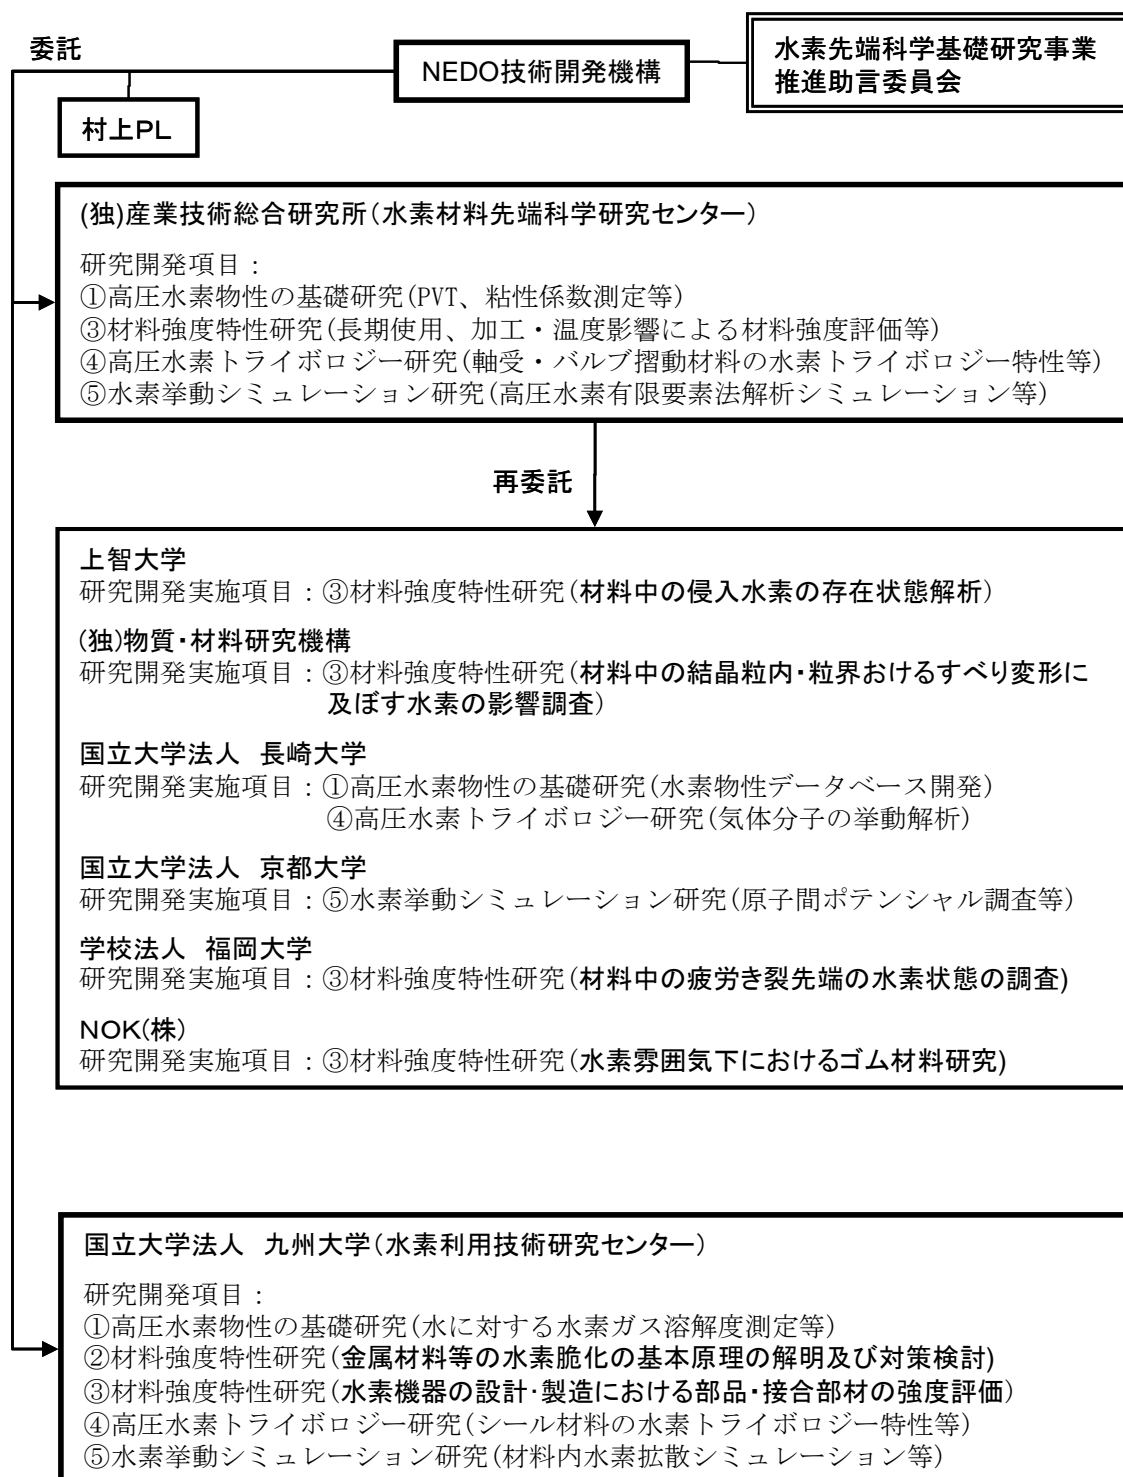 委託
NEDO技術開発機構
水素先端科学基礎研究事業
推進助言委員会
村上PL
(独)産業技術総合研究所(水素材料先端科学研究センター)
研究開発項目：
①高圧水素物性の基礎研究(PVT、粘性係数測定等)
③材料強度特性研究(長期使用、加工・温度影響による材料強度評価等)
④高圧水素トライボロジー研究(軸受・バルブ摺動材料の水素トライボロジー特性等)
⑤水素挙動シミュレーション研究(高圧水素有限要素法解析シミュレーション等)
再委託
上智大学
研究開発実施項目：③材料強度特性研究(材料中の侵入水素の存在状態解析)
(独)物質・材料研究機構
研究開発実施項目：③材料強度特性研究(材料中の結晶粒内・粒界おけるすべり変形に
及ぼす水素の影響調査)
国立大学法人　長崎大学
研究開発実施項目：①高圧水素物性の基礎研究(水素物性データベース開発)
④高圧水素トライボロジー研究(気体分子の挙動解析)
国立大学法人　京都大学
研究開発実施項目：⑤水素挙動シミュレーション研究(原子間ポテンシャル調査等)
学校法人　福岡大学
研究開発実施項目：③材料強度特性研究(材料中の疲労き裂先端の水素状態の調査)
NOK(株)
研究開発実施項目：③材料強度特性研究(水素雰囲気下におけるゴム材料研究)
国立大学法人　九州大学(水素利用技術研究センター)
研究開発項目：
①高圧水素物性の基礎研究(水に対する水素ガス溶解度測定等)
②材料強度特性研究(金属材料等の水素脆化の基本原理の解明及び対策検討)
③材料強度特性研究(水素機器の設計・製造における部品・接合部材の強度評価)
④高圧水素トライボロジー研究(シール材料の水素トライボロジー特性等)
⑤水素挙動シミュレーション研究(材料内水素拡散シミュレーション等)